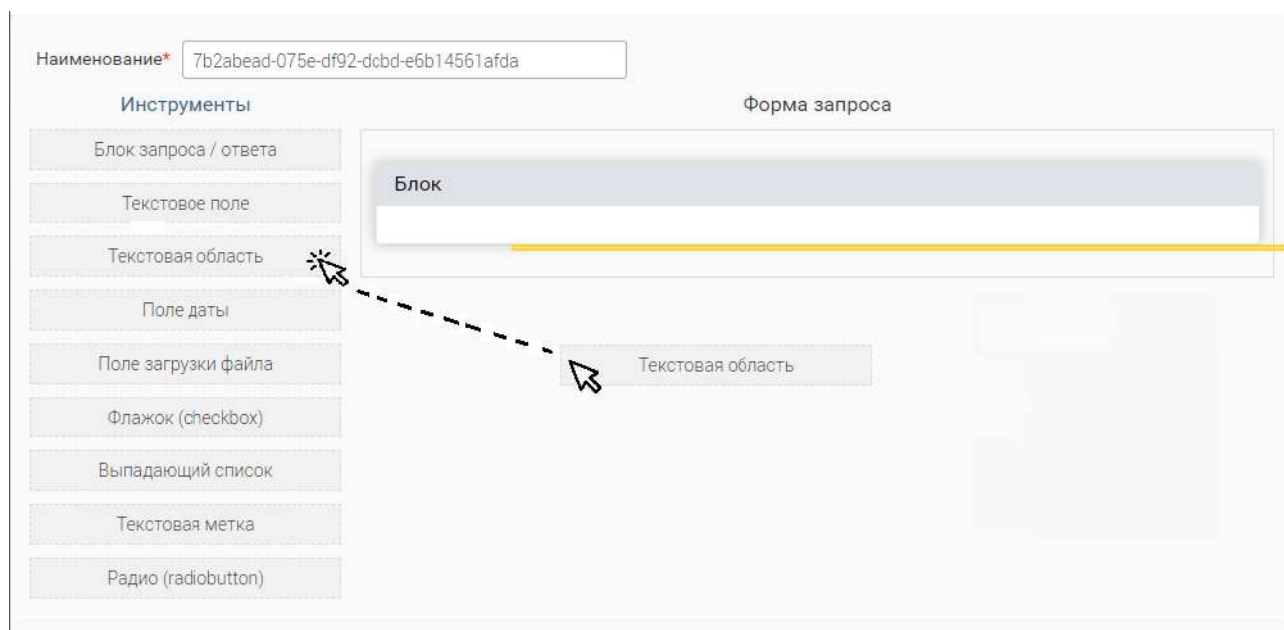 Наименование* 7b2abead-075e-df92-dcbd-e6b14561afda
Инструменты
Форма запроса
Блок запроса / ответа
Текстовое поле
Текстовая область
Поле даты
Поле загрузки файла
Флажок (checkbox)
Выпадающий список
Текстовая метка
Радио (radiobutton)
Блок
Текстовая область